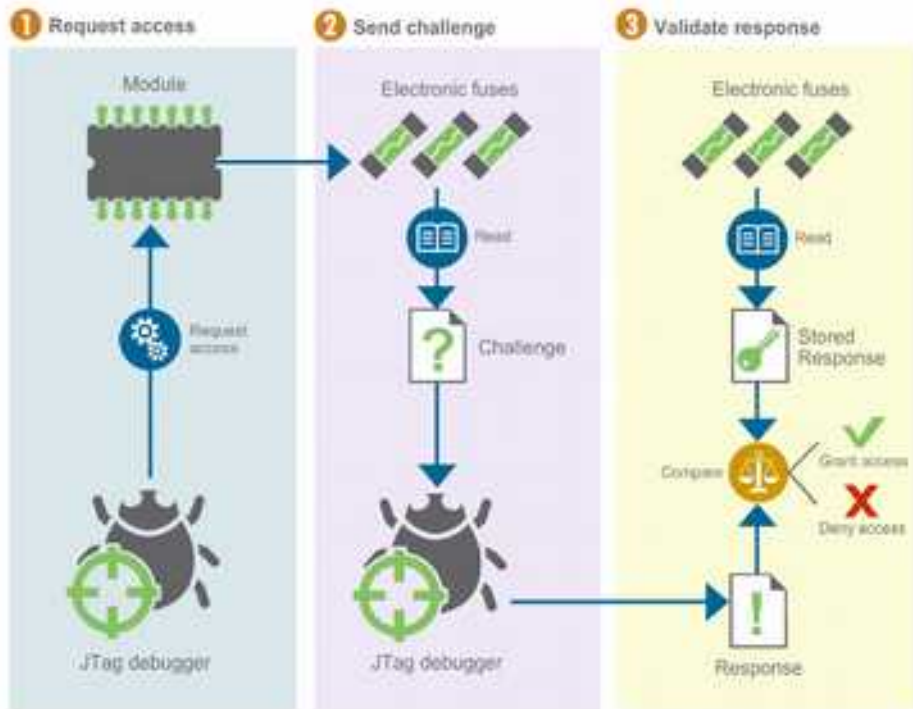 1 Request access
Module
Request
access
JTag debugger
2 Send challenge
Electronic fuses
Read
Challenge
JTag debugger
3 Validate response
Electronic fuses
Read
Stored
Response
Compare
Grant access
Deny access
Response